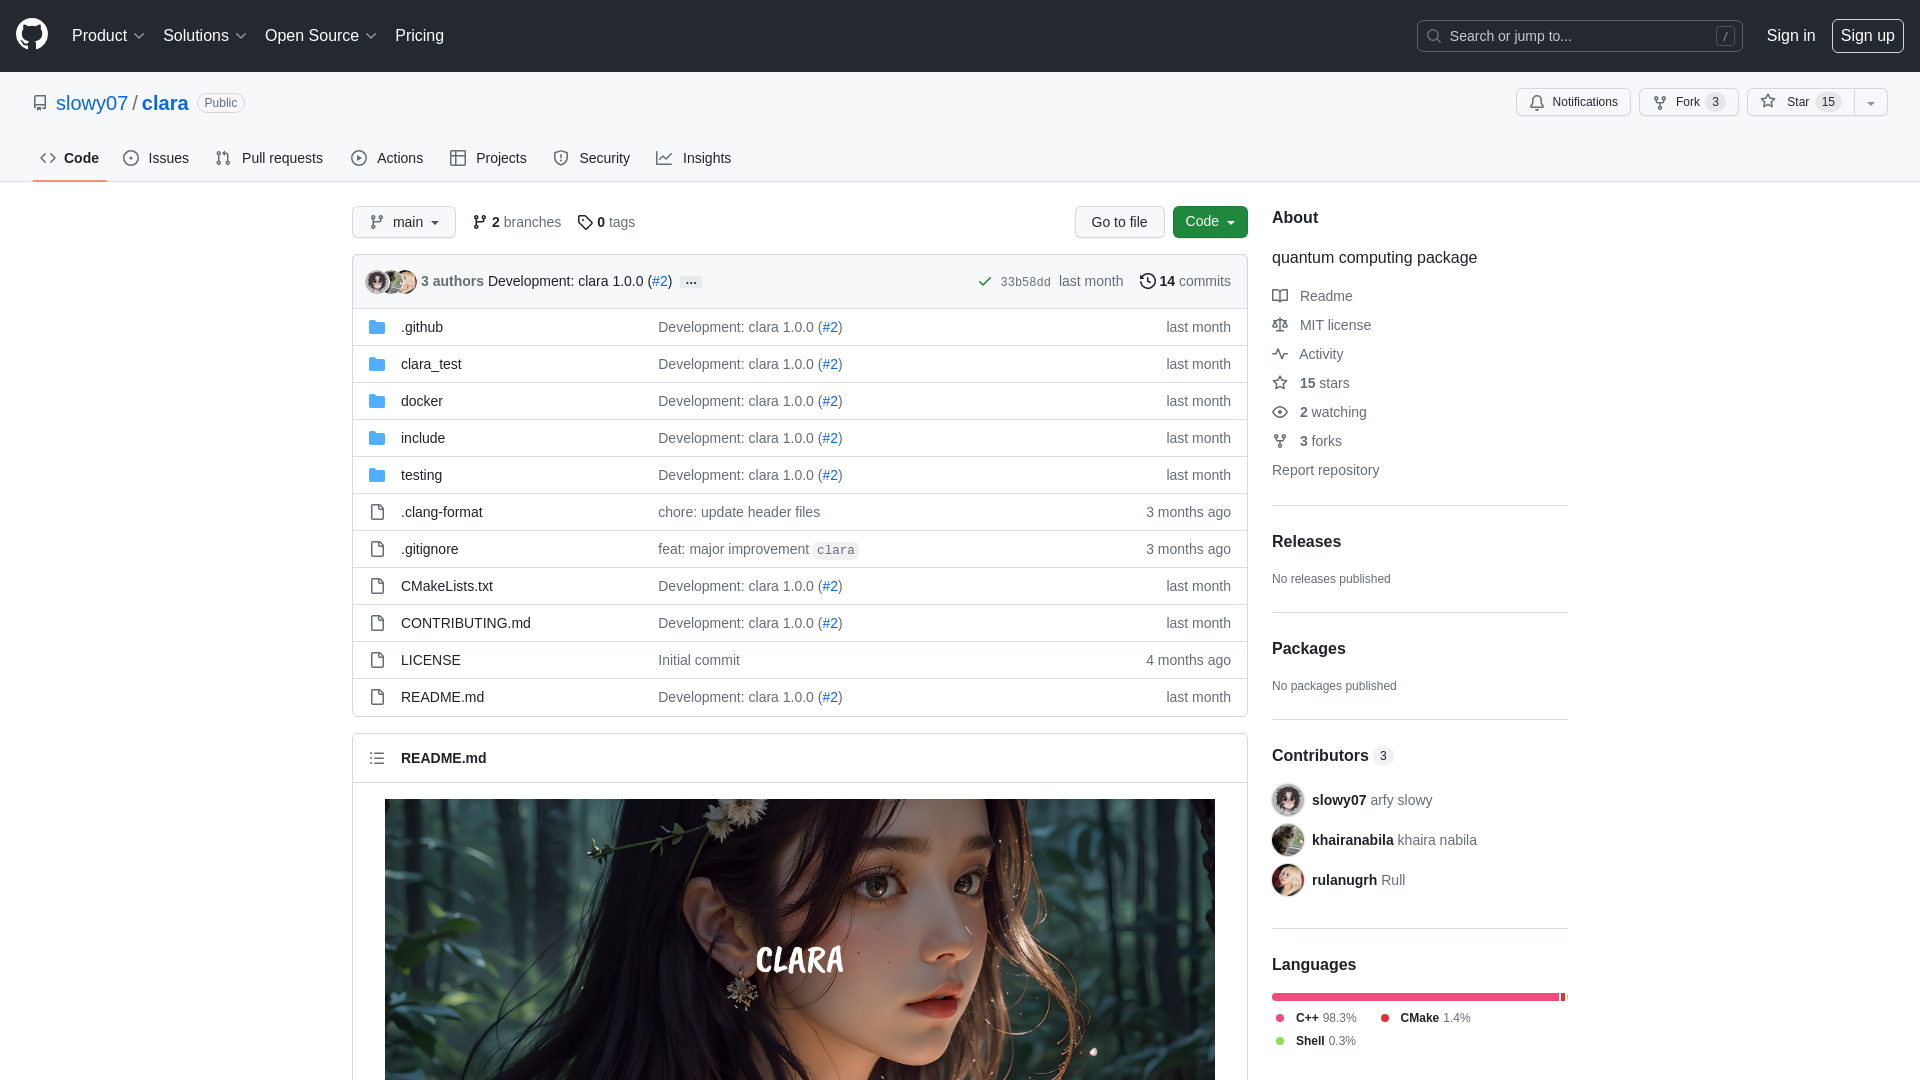 Product Solutions Open Source Pricing Search or jump to... / Sign in Sign up
slowy07 / clara Public Notifications Fork 3 Star 15
Code Issues Pull requests Actions Projects Security Insights
main 2 branches 0 tags Go to file Code
3 authors Development: clara 1.0.0 (#2) ... 33b58dd last month 14 commits
.github Development: clara 1.0.0 (#2) last month
clara_test Development: clara 1.0.0 (#2) last month
docker Development: clara 1.0.0 (#2) last month
include Development: clara 1.0.0 (#2) last month
testing Development: clara 1.0.0 (#2) last month
.clang-format chore: update header files 3 months ago
.gitignore feat: major improvement clara 3 months ago
CMakeLists.txt Development: clara 1.0.0 (#2) last month
CONTRIBUTING.md Development: clara 1.0.0 (#2) last month
LICENSE Initial commit 4 months ago
README.md Development: clara 1.0.0 (#2) last month
README.md
CLARA
About
quantum computing package
Readme
MIT license
Activity
15 stars
2 watching
3 forks
Report repository
Releases
No releases published
Packages
No packages published
Contributors 3
slowy07 arfy slowy
khairanabila khaira nabila
rulanugrh Rull
Languages
C++ 98.3% CMake 1.4%
Shell 0.3%